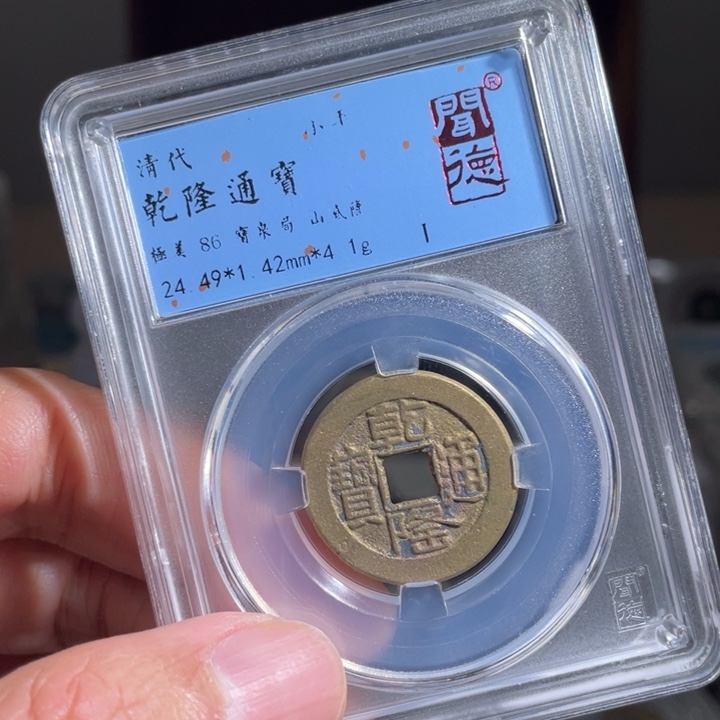 清代 小平
乾隆通寶
極美 86 寶泉局 山式隆
24.49*1.42mm*4.1g
聞德
®
乾隆通寶
聞德